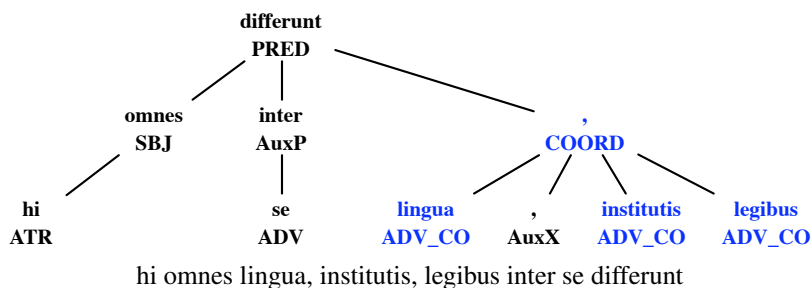 differunt
PRED
omnes inter ,
SBJ AuxP COORD
hi se lingua , institutis legibus
ATR ADV ADV_CO AuxX ADV_CO ADV_CO
hi omnes lingua, institutis, legibus inter se differunt